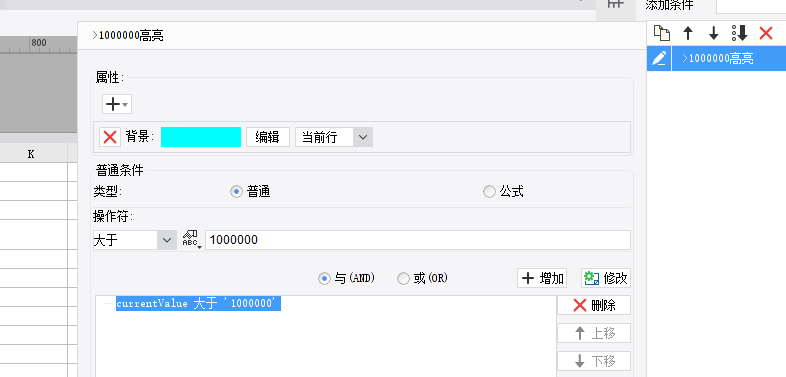 添加条件
800
>1000000高亮
>1000000高亮
属性:
背景: 编辑 当前行
K
普通条件
类型: 普通 公式
操作符:
大于 ABC 1000000
与(AND) 或(OR) 增加 修改
currentValue 大于 '1000000' 删除
上移
下移